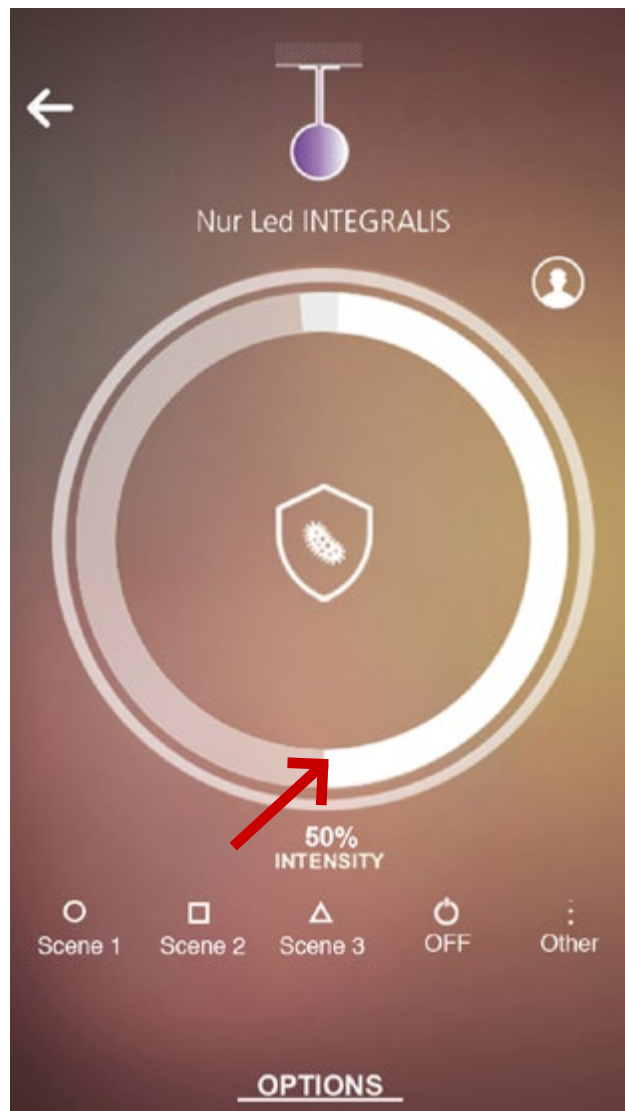 Nur Led INTEGRALIS
50%
INTENSITY
Scene 1 Scene 2 Scene 3 OFF Other
OPTIONS